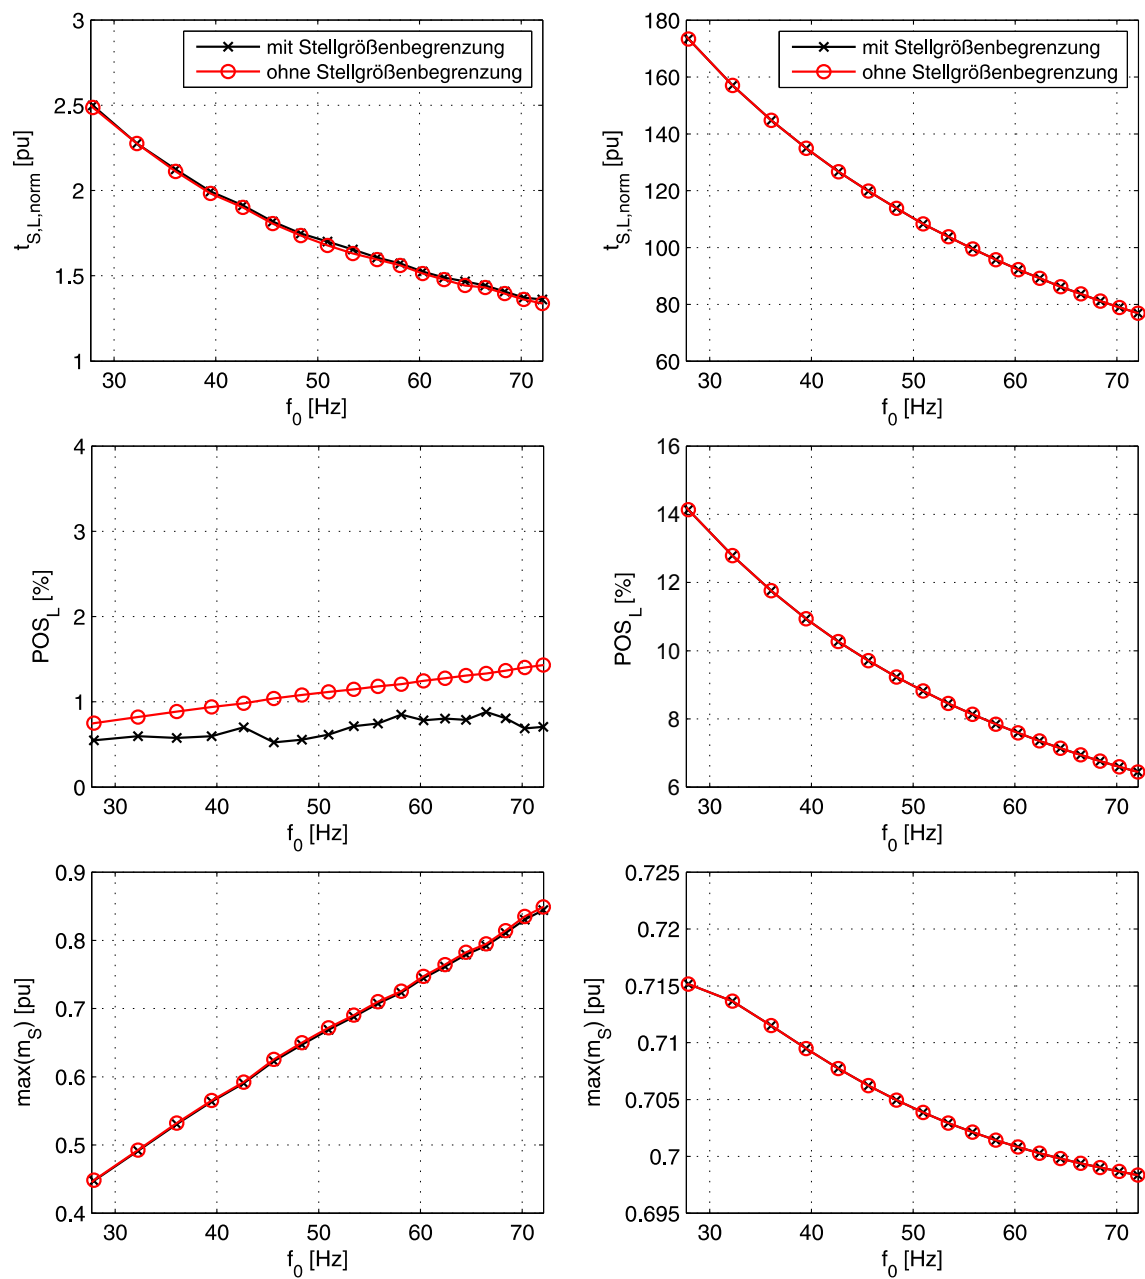 3
2.5
2
1.5
1
t_S,L,norm [pu]
mit Stellgrößenbegrenzung
ohne Stellgrößenbegrenzung
30 40 50 60 70
f_0 [Hz]
180
160
140
120
100
80
60
t_S,L,norm [pu]
mit Stellgrößenbegrenzung
ohne Stellgrößenbegrenzung
30 40 50 60 70
f_0 [Hz]
4
3
2
1
0
POS_L [%]
30 40 50 60 70
f_0 [Hz]
16
14
12
10
8
6
POS_L [%]
30 40 50 60 70
f_0 [Hz]
0.9
0.8
0.7
0.6
0.5
0.4
max(m_S) [pu]
30 40 50 60 70
f_0 [Hz]
0.725
0.72
0.715
0.71
0.705
0.7
0.695
max(m_S) [pu]
30 40 50 60 70
f_0 [Hz]